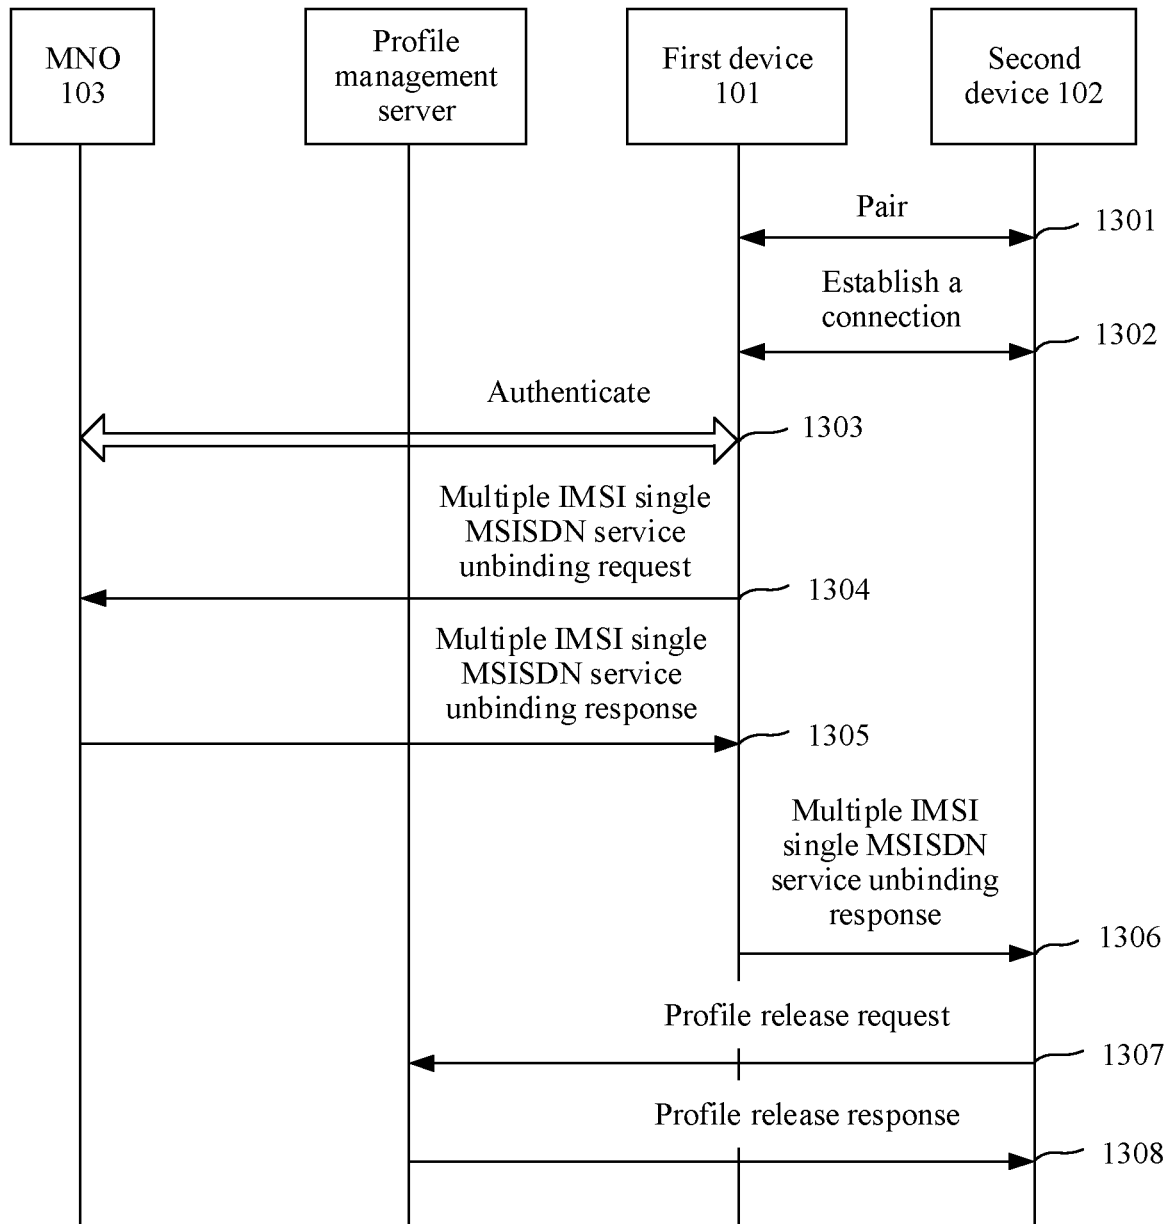 MNO
103
Profile
management
server
First device
101
Second
device 102
Pair
1301
Establish a
connection
1302
Authenticate
1303
Multiple IMSI single
MSISDN service
unbinding request
1304
Multiple IMSI single
MSISDN service
unbinding response
1305
Multiple IMSI
single MSISDN
service unbinding
response
1306
Profile release request
1307
Profile release response
1308